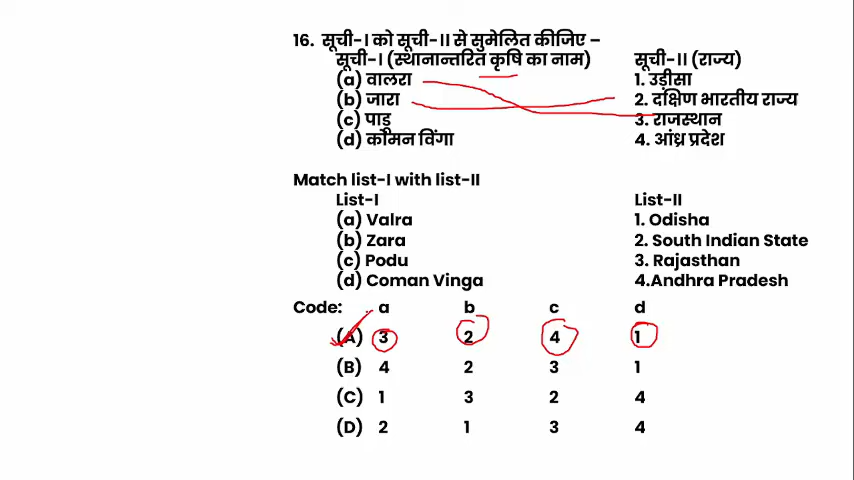 16. सूची-I को सूची-II से सुमेलित कीजिए –
सूची-I (स्थानान्तरित कृषि का नाम) सूची-II (राज्य)
(a) वालरा 1. उड़ीसा
(b) जारा 2. दक्षिण भारतीय राज्य
(c) पाडू 3. राजस्थान
(d) कोमन विंगा 4. आंध्र प्रदेश
Match list-I with list-II
List-I List-II
(a) Valra 1. Odisha
(b) Zara 2. South Indian State
(c) Podu 3. Rajasthan
(d) Coman Vinga 4.Andhra Pradesh
Code: a b c d
(A) 3 2 4 1
(B) 4 2 3 1
(C) 1 3 2 4
(D) 2 1 3 4